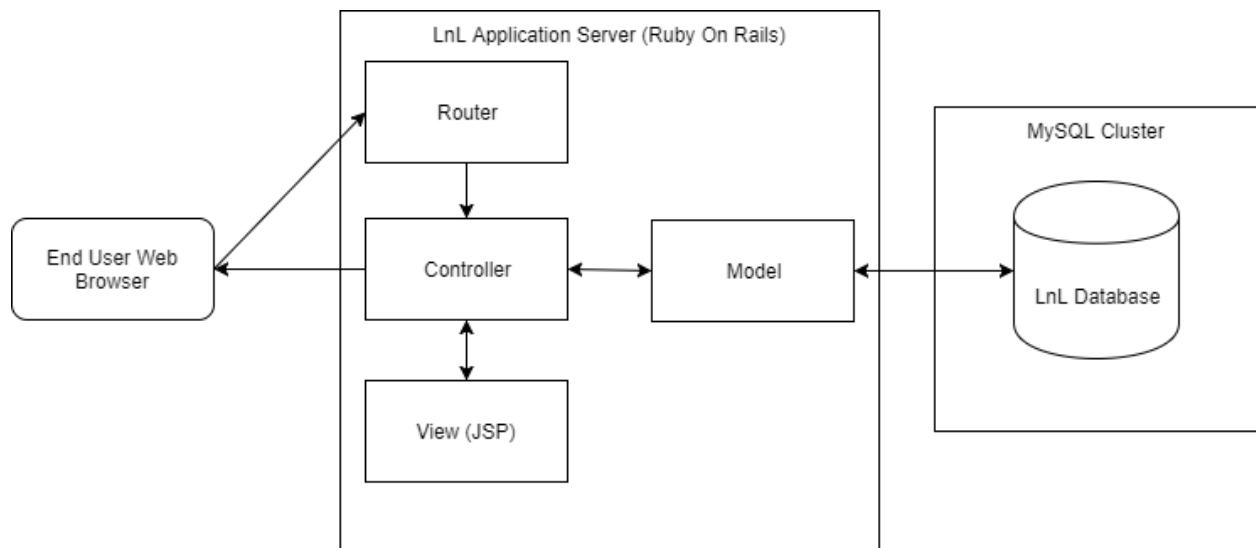 LnL Application Server (Ruby On Rails)
Router
MySQL Cluster
End User Web
Browser
Controller
Model
LnL Database
View (JSP)